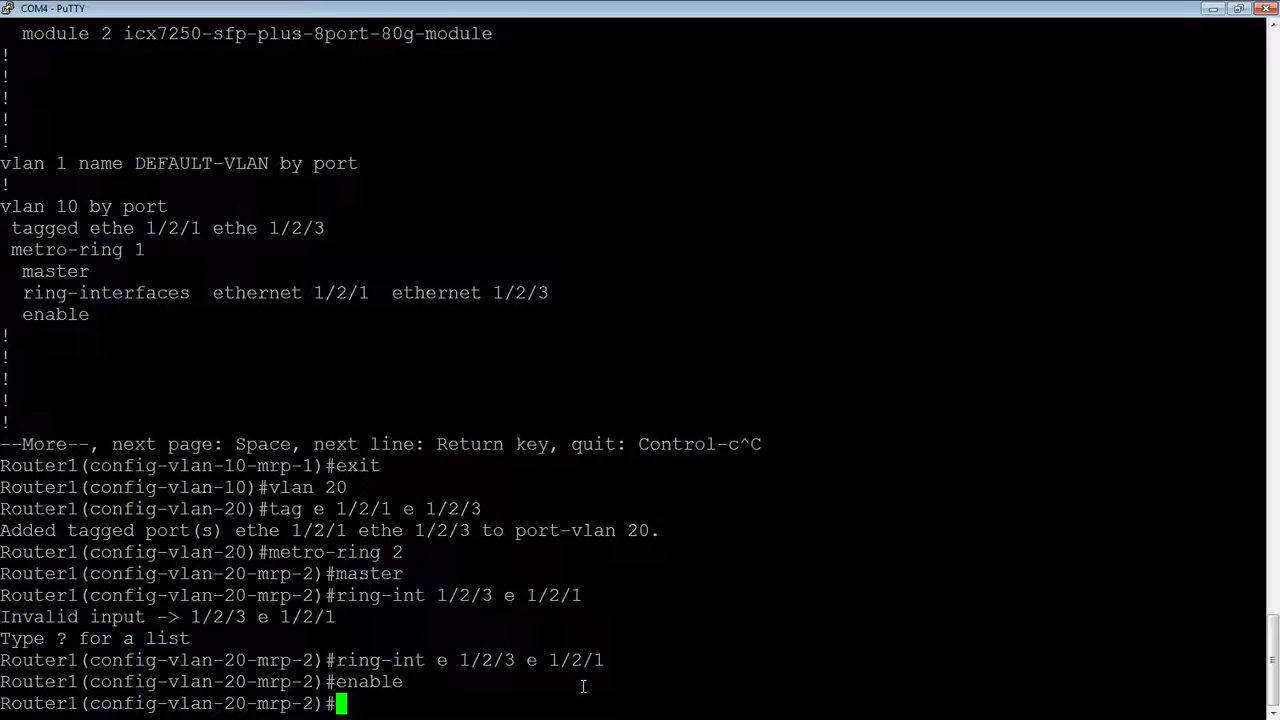 COM4 - PuTTY
module 2 icx7250-sfp-plus-8port-80g-module
!
!
!
!
!
vlan 1 name DEFAULT-VLAN by port
!
vlan 10 by port
tagged ethe 1/2/1 ethe 1/2/3
metro-ring 1
master
ring-interfaces  ethernet 1/2/1  ethernet 1/2/3
enable
!
!
!
!
!
--More--, next page: Space, next line: Return key, quit: Control-c^C
Router1(config-vlan-10-mrp-1)#exit
Router1(config-vlan-10)#vlan 20
Router1(config-vlan-20)#tag e 1/2/1 e 1/2/3
Added tagged port(s) ethe 1/2/1 ethe 1/2/3 to port-vlan 20.
Router1(config-vlan-20)#metro-ring 2
Router1(config-vlan-20-mrp-2)#master
Router1(config-vlan-20-mrp-2)#ring-int 1/2/3 e 1/2/1
Invalid input -> 1/2/3 e 1/2/1
Type ? for a list
Router1(config-vlan-20-mrp-2)#ring-int e 1/2/3 e 1/2/1
Router1(config-vlan-20-mrp-2)#enable
Router1(config-vlan-20-mrp-2)#